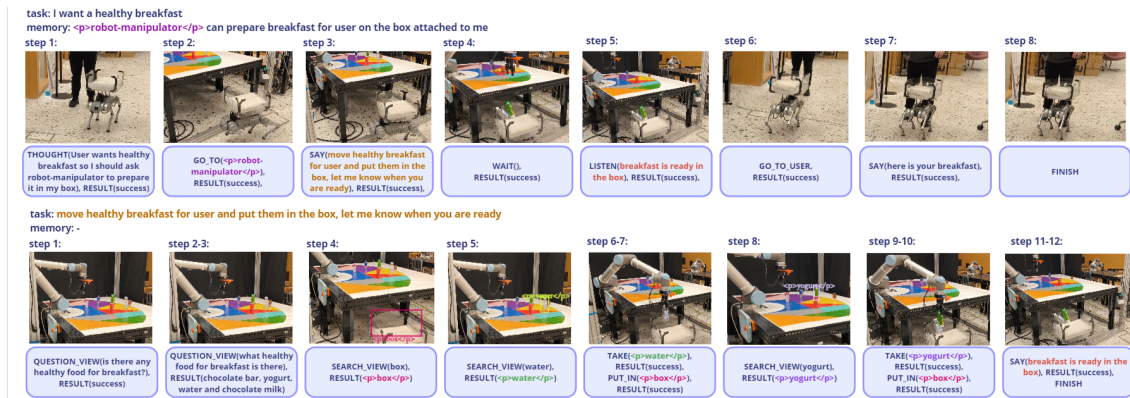 task: I want a healthy breakfast
memory: <p>robot-manipulator</p> can prepare breakfast for user on the box attached to me
step 1:
step 2:
step 3:
step 4:
step 5:
step 6:
step 7:
step 8:
THOUGHT(User wants healthy
breakfast so I should ask
robot-manipulator to prepare
it in my box), RESULT(success)
GO_TO(<p>robot-
manipulator</p>),
RESULT(success),
SAY(move healthy breakfast
for user and put them in the
box, let me know when you
are ready), RESULT(success),
WAIT(),
RESULT(success)
LISTEN(breakfast is ready in
the box), RESULT(success),
GO_TO_USER,
RESULT(success)
SAY(here is your breakfast),
RESULT(success),
FINISH
task: move healthy breakfast for user and put them in the box, let me know when you are ready
memory: -
step 1:
step 2-3:
step 4:
step 5:
step 6-7:
step 8:
step 9-10:
step 11-12:
<p>box</p>
<p>yogurt</p>
QUESTION_VIEW(is there any
healthy food for breakfast?),
RESULT(success)
QUESTION_VIEW(what healthy
food for breakfast is there),
RESULT(chocolate bar, yogurt,
water and chocolate milk)
SEARCH_VIEW(box),
RESULT(<p>box</p>)
SEARCH_VIEW(water),
RESULT(<p>water</p>)
TAKE(<p>water</p>),
RESULT(success),
PUT_IN(<p>box</p>),
RESULT(success)
SEARCH_VIEW(yogurt),
RESULT(<p>yogurt</p>)
TAKE(<p>yogurt</p>),
RESULT(success),
PUT_IN(<p>box</p>),
RESULT(success)
SAY(breakfast is ready in the
box), RESULT(success),
FINISH